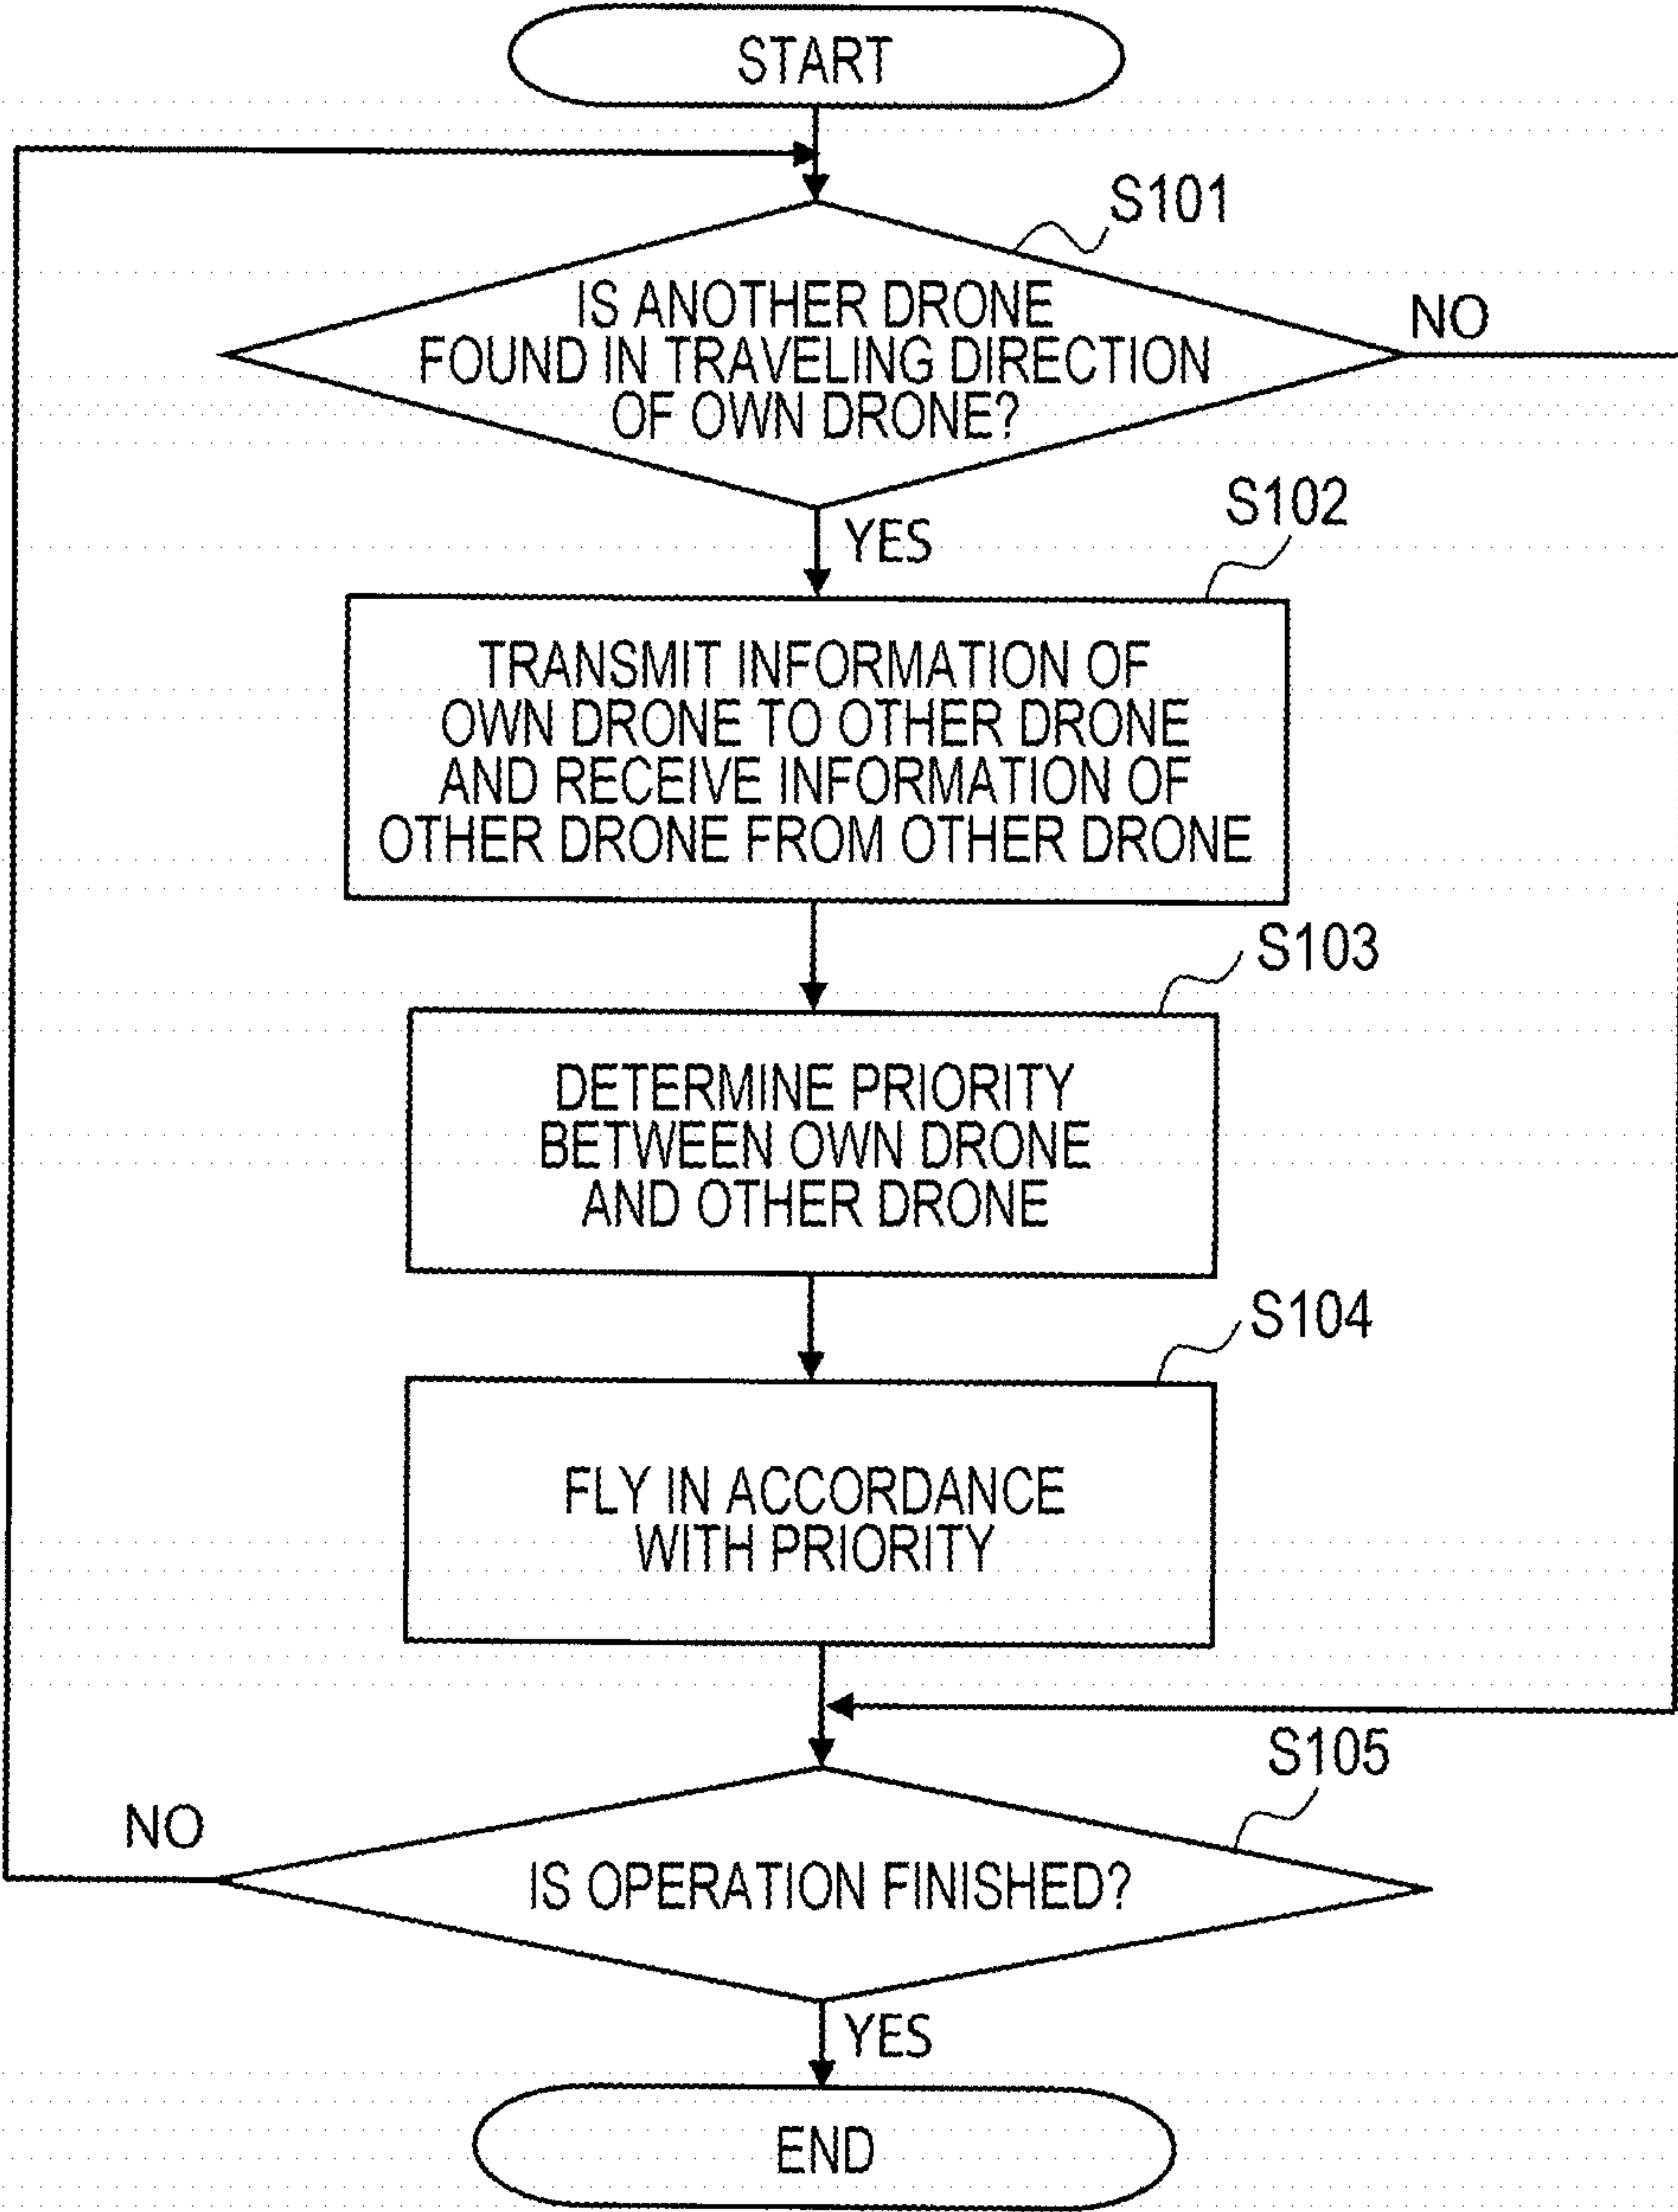 START
S101
IS ANOTHER DRONE
FOUND IN TRAVELING DIRECTION
OF OWN DRONE?
NO
YES
S102
TRANSMIT INFORMATION OF
OWN DRONE TO OTHER DRONE
AND RECEIVE INFORMATION OF
OTHER DRONE FROM OTHER DRONE
S103
DETERMINE PRIORITY
BETWEEN OWN DRONE
AND OTHER DRONE
S104
FLY IN ACCORDANCE
WITH PRIORITY
S105
NO
IS OPERATION FINISHED?
YES
END